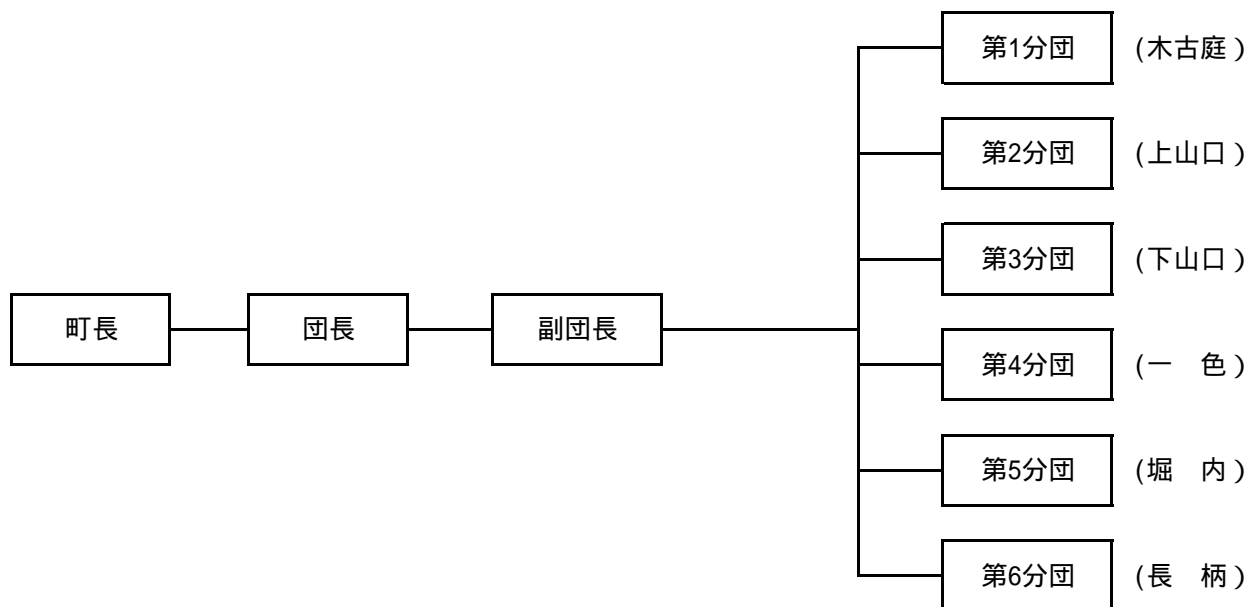 第1分団 (木古庭)
第2分団 (上山口)
第3分団 (下山口)
町長 団長 副団長
第4分団 (一　色)
第5分団 (堀　内)
第6分団 (長　柄)